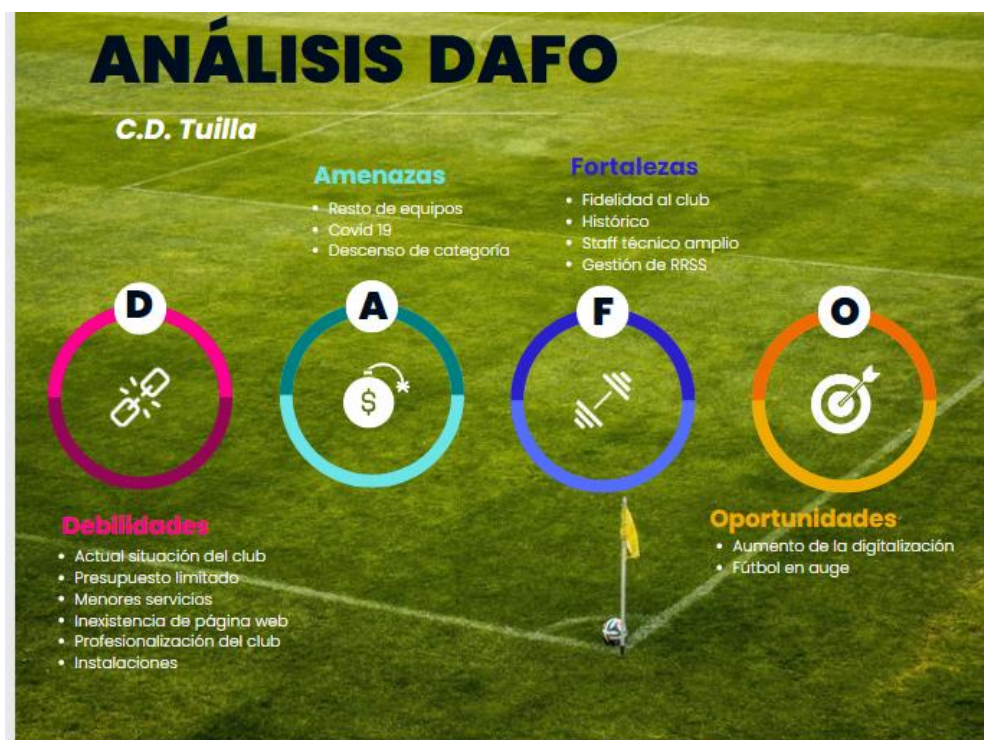 ANÁLISIS DAFO
C.D. Tuilla
Amenazas
• Resto de equipos
• Covid 19
• Descenso de categoría
Fortalezas
• Fidelidad al club
• Histórico
• Staff técnico amplio
• Gestión de RRSS
D
A
F
O
$
Debilidades
• Actual situación del club
• Presupuesto limitado
• Menores servicios
• Inexistencia de página web
• Profesionalización del club
• Instalaciones
Oportunidades
• Aumento de la digitalización
• Fútbol en auge